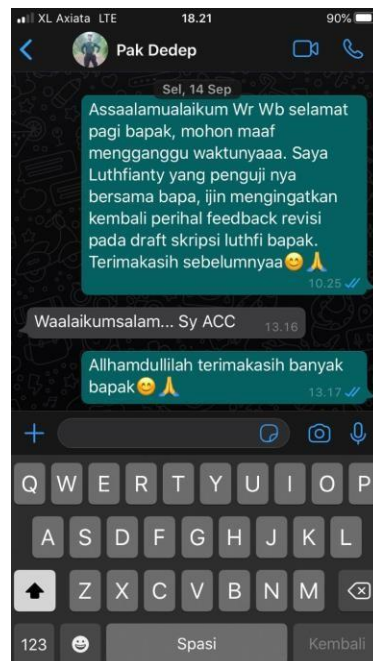 XL Axiata LTE 18.21 90%
Pak Dedep
Sel, 14 Sep
Assaalamualaikum Wr Wb selamat
pagi bapak, mohon maaf
mengganggu waktunyaaa. Saya
Luthfianty yang penguji nya
bersama bapa, ijin mengingatkan
kembali perihal feedback revisi
pada draft skripsi luthfi bapak.
Terimakasih sebelumnyaa😊🙏
10.25
Waalaikumsalam... Sy ACC 13.16
Allhamdullilah terimakasih banyak
bapak😊🙏
13.17
Q W E R T Y U I O P
A S D F G H J K L
Z X C V B N M
123 Spasi Kembali